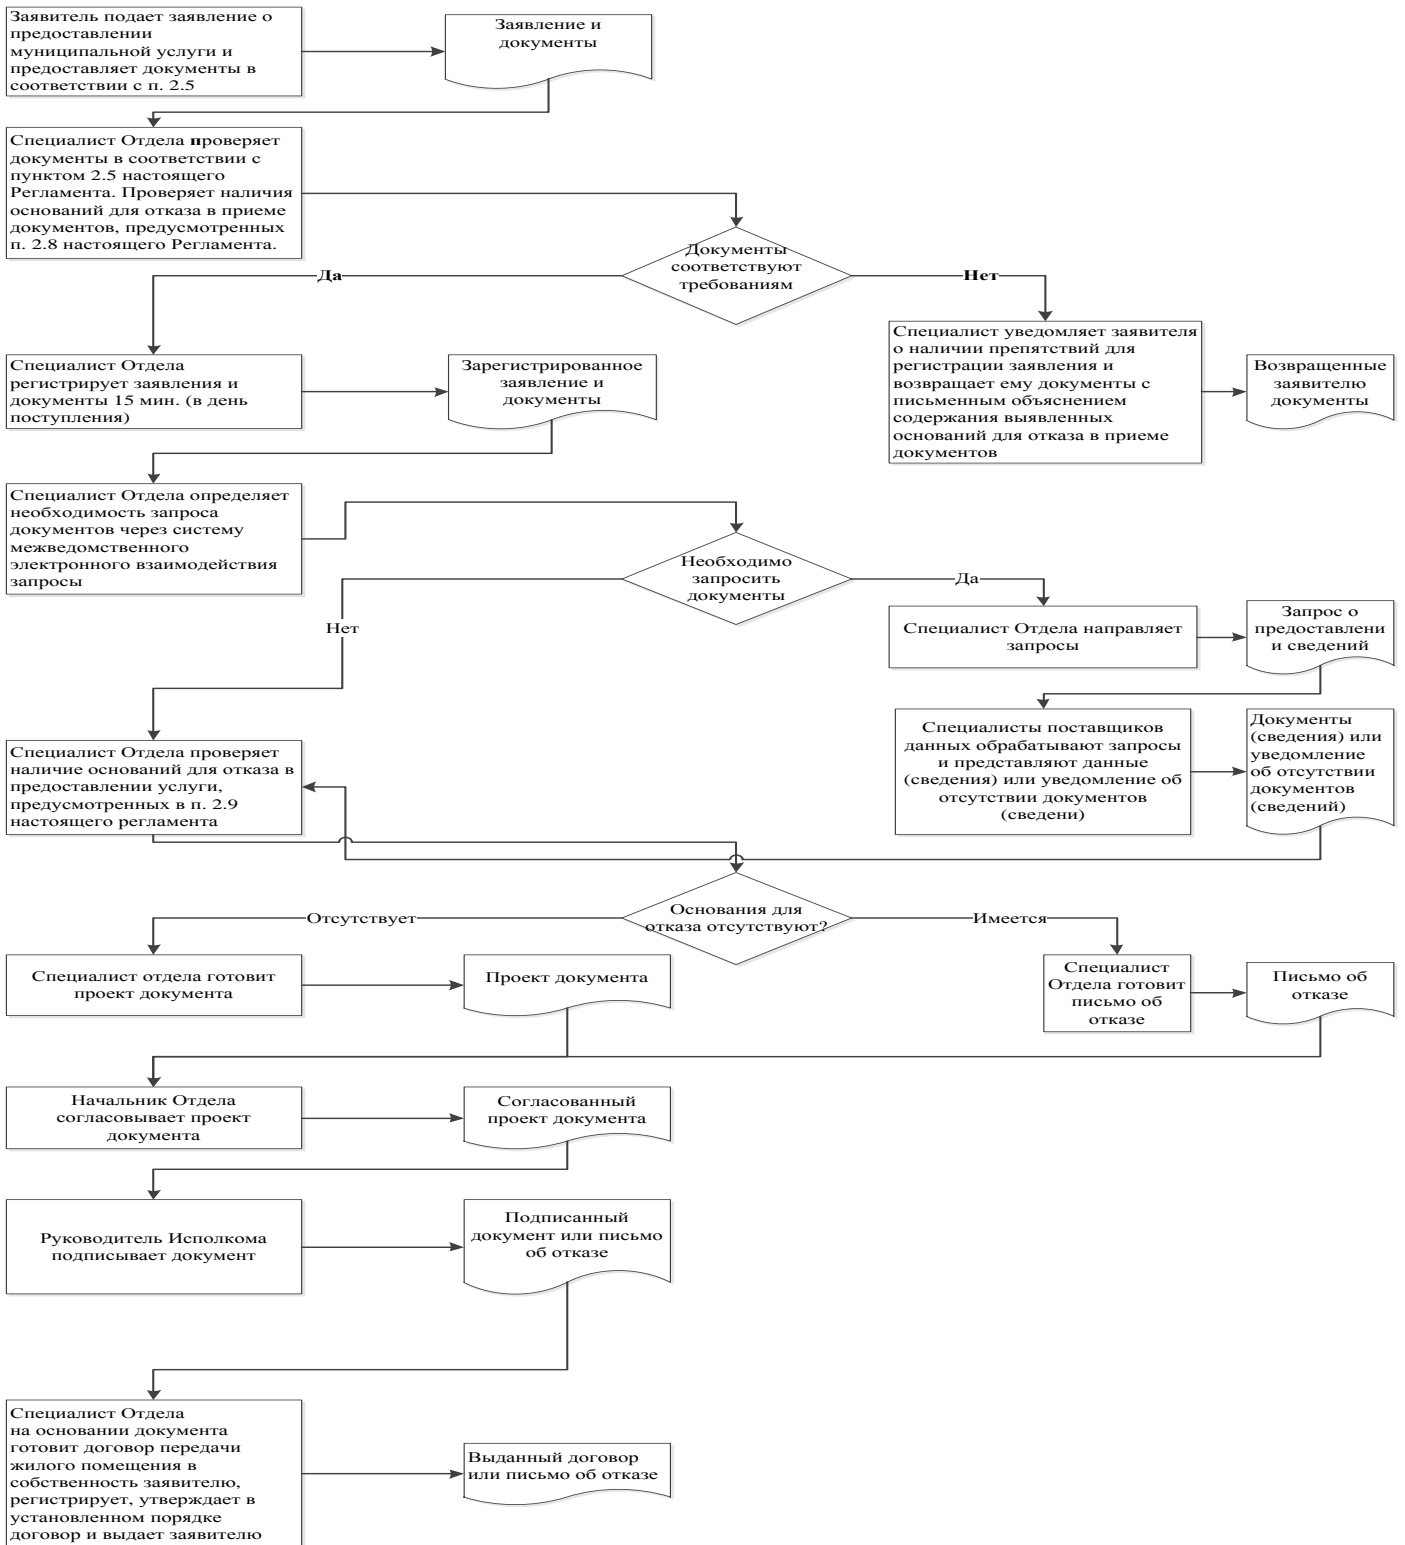 Заявитель подает заявление о
предоставлении
муниципальной услуги и
предоставляет документы в
соответствии с п. 2.5
Заявление и
документы
Специалист Отдела проверяет
документы в соответствии с
пунктом 2.5 настоящего
Регламента. Проверяет наличия
оснований для отказа в приеме
документов, предусмотренных
п. 2.8 настоящего Регламента.
Документы
соответствуют
требованиям
Да
Нет
Специалист Отдела
регистрирует заявления и
документы 15 мин. (в день
поступления)
Зарегистрированное
заявление и
документы
Специалист уведомляет заявителя
о наличии препятствий для
регистрации заявления и
возвращает ему документы с
письменным объяснением
содержания выявленных
оснований для отказа в приеме
документов
Возвращенные
заявителю
документы
Специалист Отдела определяет
необходимость запроса
документов через систему
межведомственного
электронного взаимодействия
запросы
Необходимо
запросить
документы
Да
Нет
Специалист Отдела направляет
запросы
Запрос о
предоставлени
и сведений
Специалисты поставщиков
данных обрабатывают запросы
и представляют данные
(сведения) или уведомление об
отсутствии документов
(сведени)
Документы
(сведения) или
уведомление
об отсутствии
документов
(сведений)
Специалист Отдела проверяет
наличие оснований для отказа в
предоставлении услуги,
предусмотренных в п. 2.9
настоящего регламента
Основания для
отказа отсутствуют?
Отсутствует
Имеется
Специалист отдела готовит
проект документа
Проект документа
Специалист
Отдела готовит
письмо об
отказе
Письмо об
отказе
Начальник Отдела
согласовывает проект
документа
Согласованный
проект документа
Руководитель Исполкома
подписывает документ
Подписанный
документ или письмо
об отказе
Специалист Отдела
на основании документа
готовит договор передачи
жилого помещения в
собственность заявителю,
регистрирует, утверждает в
установленном порядке
договор и выдает заявителю
Выданный договор
или письмо об отказе